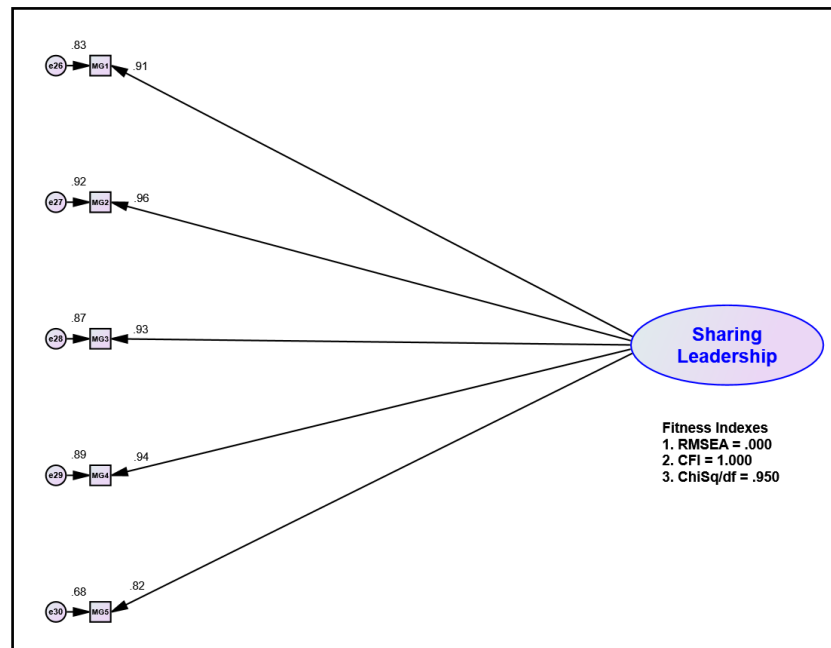 .83
e26 MG1 .91
.92
e27 MG2 .96
.87
e28 MG3 .93
Sharing
Leadership
Fitness Indexes
1. RMSEA = .000
2. CFI = 1.000
3. ChiSq/df = .950
.89
e29 MG4 .94
.68
e30 MG5 .82